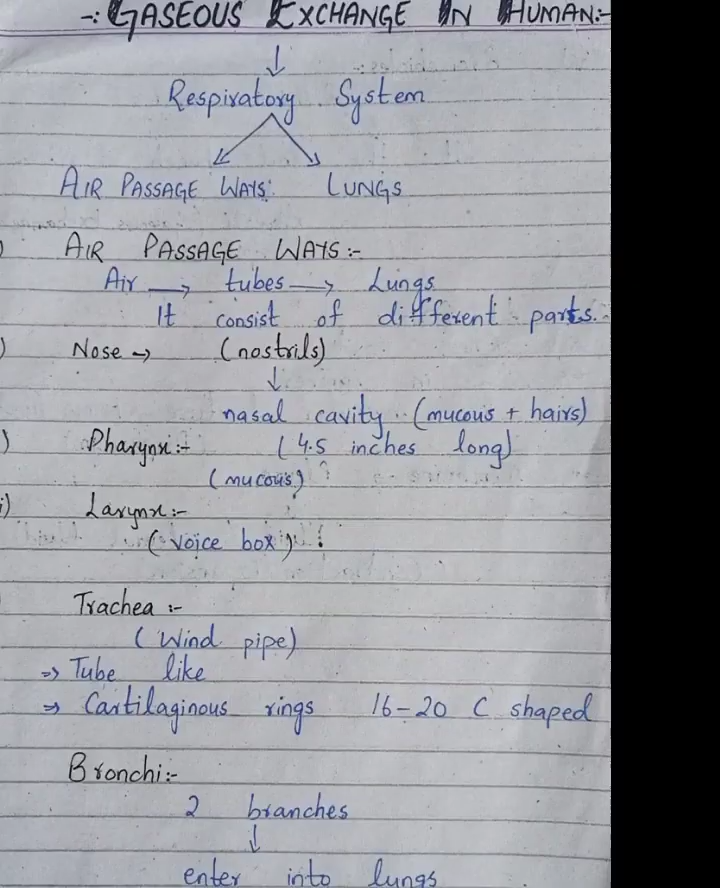 -: GASEOUS EXCHANGE IN HUMAN:-
↓
Respiratory System
AIR PASSAGE WAYS: LUNGS
) AIR PASSAGE WAYS:-
Air → tubes → Lungs
It consist of different parts.
) Nose → (nostrils)
↓
nasal cavity (mucous + hairs)
) Pharynx:- (4.5 inches long)
(mucous)
i) Larynx:-
(voice box)
Trachea :-
(Wind pipe)
⇒ Tube like
⇒ Cartilaginous rings 16-20 C shaped
Bronchi:-
2 branches
↓
enter into lungs